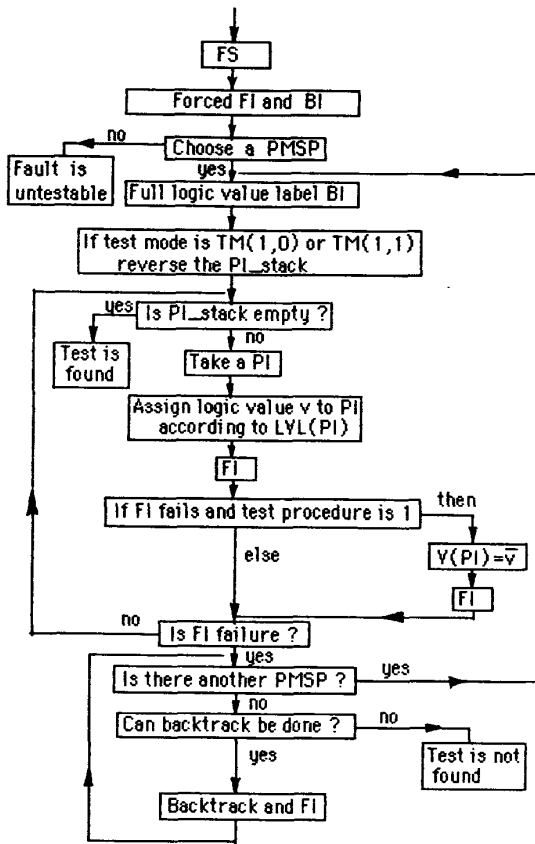 FS
Forced FI and BI
no
Choose a PMSP
yes
Fault is
untestable
Full logic value label BI
If test mode is TM(1,0) or TM(1,1)
reverse the PI_stack
yes
Is PI_stack empty ?
no
Test is
found
Take a PI
Assign logic value v to PI
according to LVL(PI)
FI
If FI fails and test procedure is 1
then
else
V(PI)=v̅
FI
no
Is FI failure ?
yes
Is there another PMSP ?
yes
no
Can backtrack be done ?
no
yes
Test is not
found
Backtrack and FI